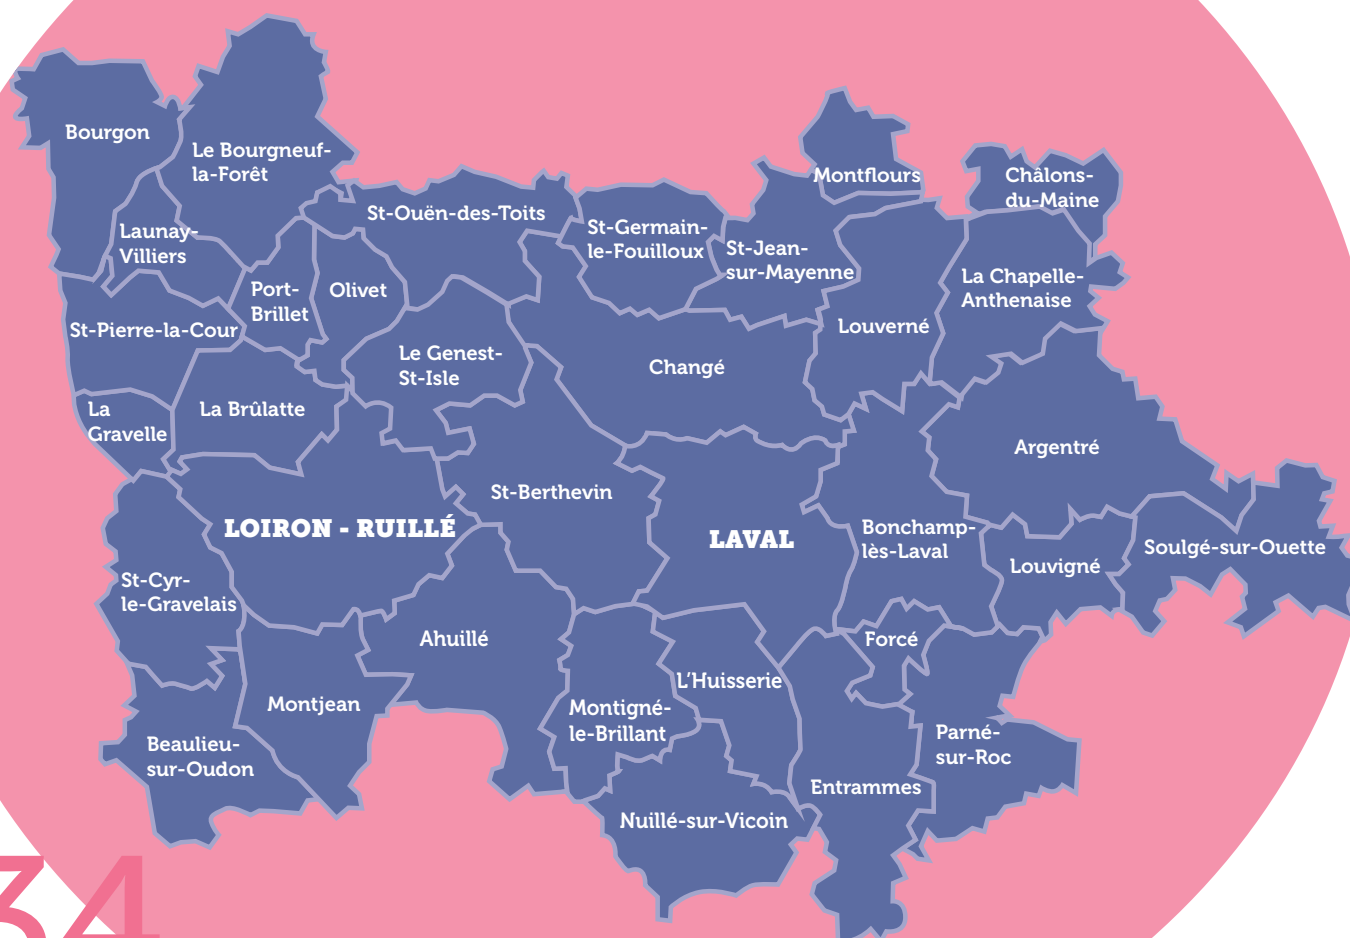 Bourgon
Le Bourgneuf-
la-Forêt
Montflours
Châlons-
du-Maine
St-Ouën-des-Toits
St-Germain-
le-Fouilloux
Launay-
Villiers
St-Jean-
sur-Mayenne
La Chapelle-
Anthenaise
Port-
Brillet
Olivet
St-Pierre-la-Cour
Louverné
Le Genest-
St-Isle
Changé
La
Gravelle
La Brûlatte
Argentré
St-Berthevin
LOIRON - RUILLÉ
LAVAL
Bonchamp-
lès-Laval
Soulgé-sur-Ouette
Louvigné
St-Cyr-
le-Gravelais
Ahuillé
Forcé
L'Huisserie
Montjean
Montigné-
le-Brillant
Beaulieu-
sur-Oudon
Parné-
sur-Roc
Entrammes
Nuillé-sur-Vicoin
34